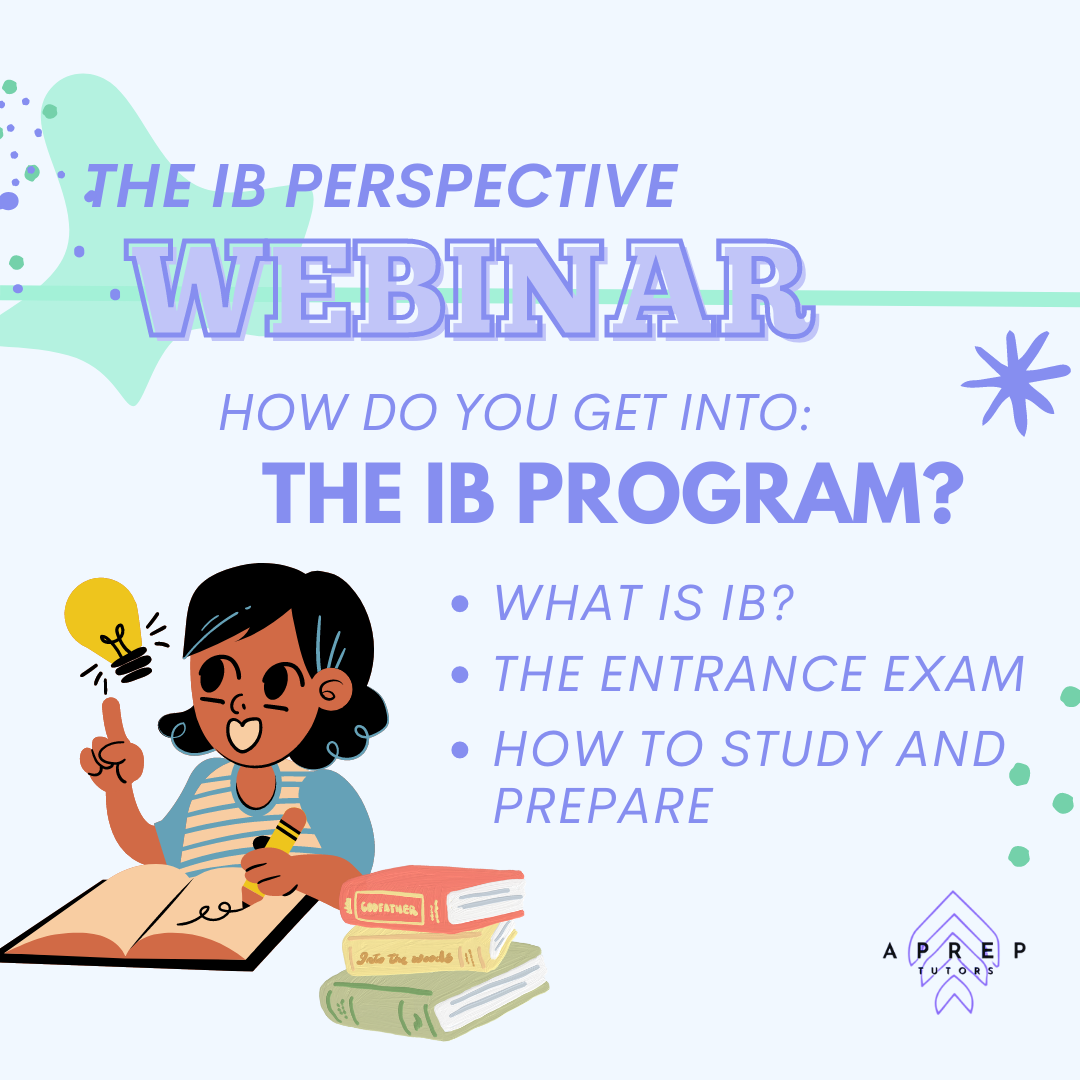 THE IB PERSPECTIVE
WEBINAR
HOW DO YOU GET INTO:
THE IB PROGRAM?
• WHAT IS IB?
• THE ENTRANCE EXAM
• HOW TO STUDY AND
PREPARE
GODFATHER
Into the woods
APREP
TUTORS